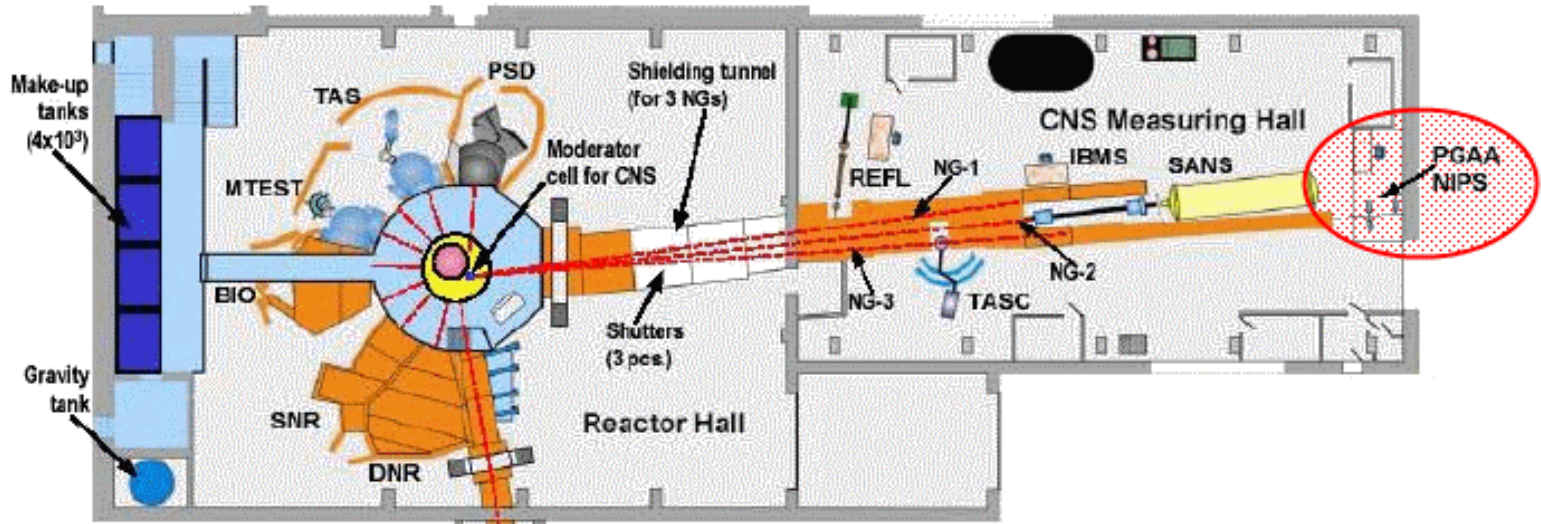 Make-up
tanks
(4x10³)
TAS
PSD
Shielding tunnel
(for 3 NGs)
Moderator
cell for CNS
MTEST
BIO
Gravity
tank
SNR
DNR
Shutters
(3 pcs.)
Reactor Hall
CNS Measuring Hall
REFL
NG-1
IBMS
SANS
PGAA
NIPS
NG-2
NG-3
TASC